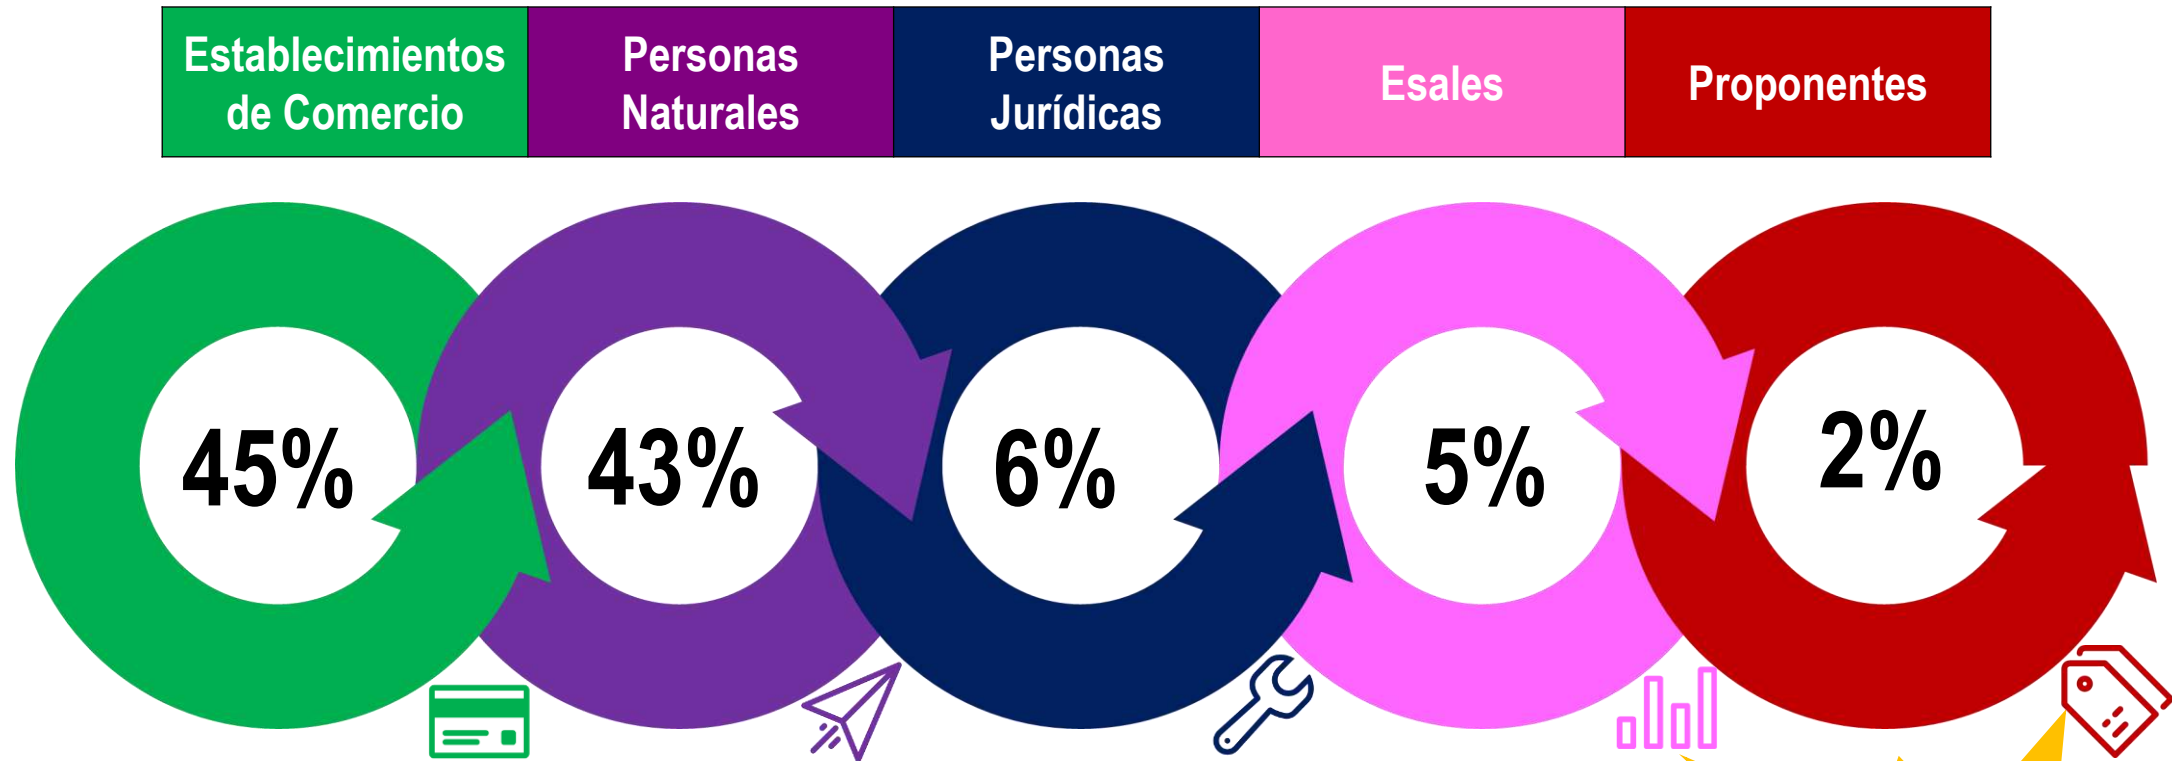 Establecimientos
de Comercio
Personas
Naturales
Personas
Jurídicas
Esales
Proponentes
45%
43%
6%
5%
2%